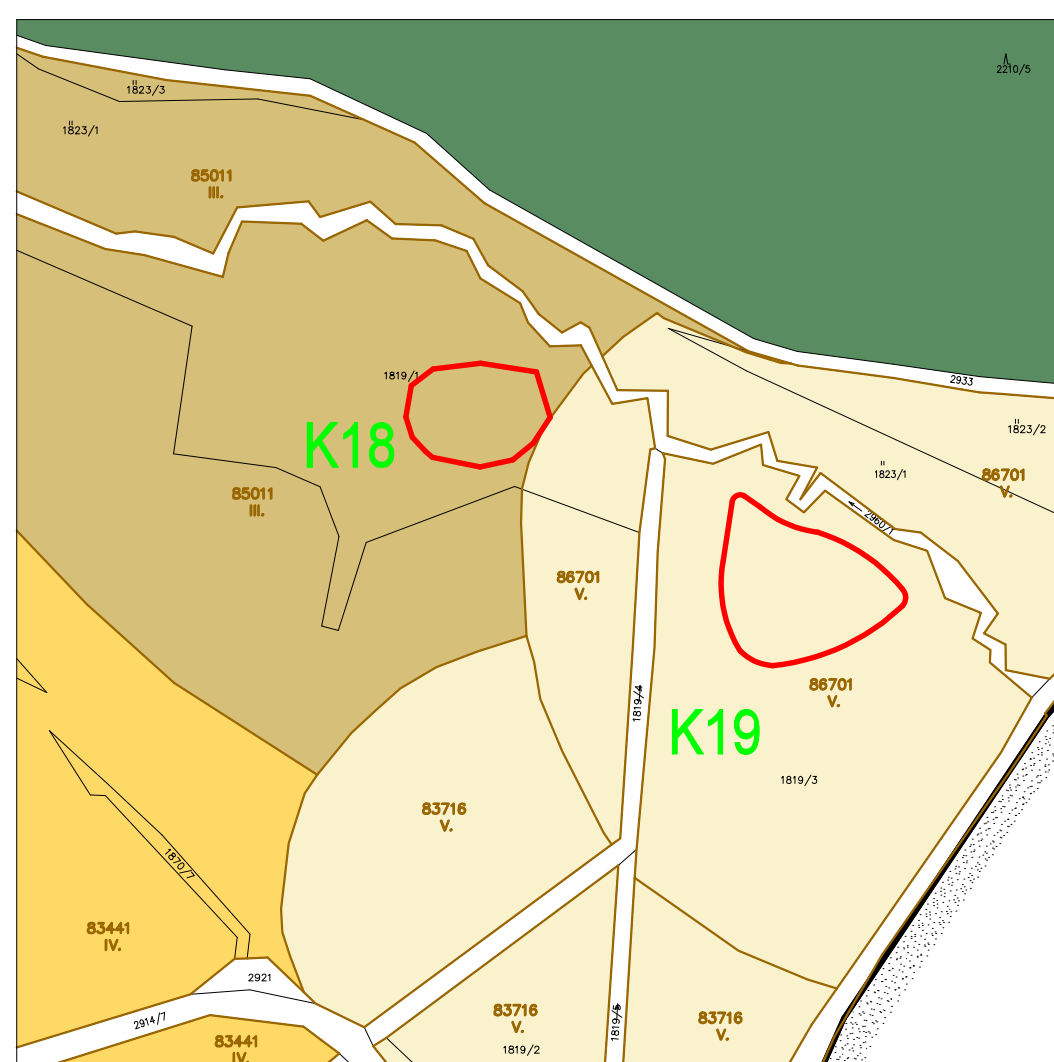 2210/5
1823/3
1823/1
85011
III.
1819/1
2933
1823/2
K18
1823/1
86701
V.
85011
III.
2960/1
86701
V.
86701
V.
1819/4
K19
1819/3
83716
V.
1870/7
83441
IV.
2921
2914/7
83716
V.
1819/5
83716
V.
83441
IV.
1819/2